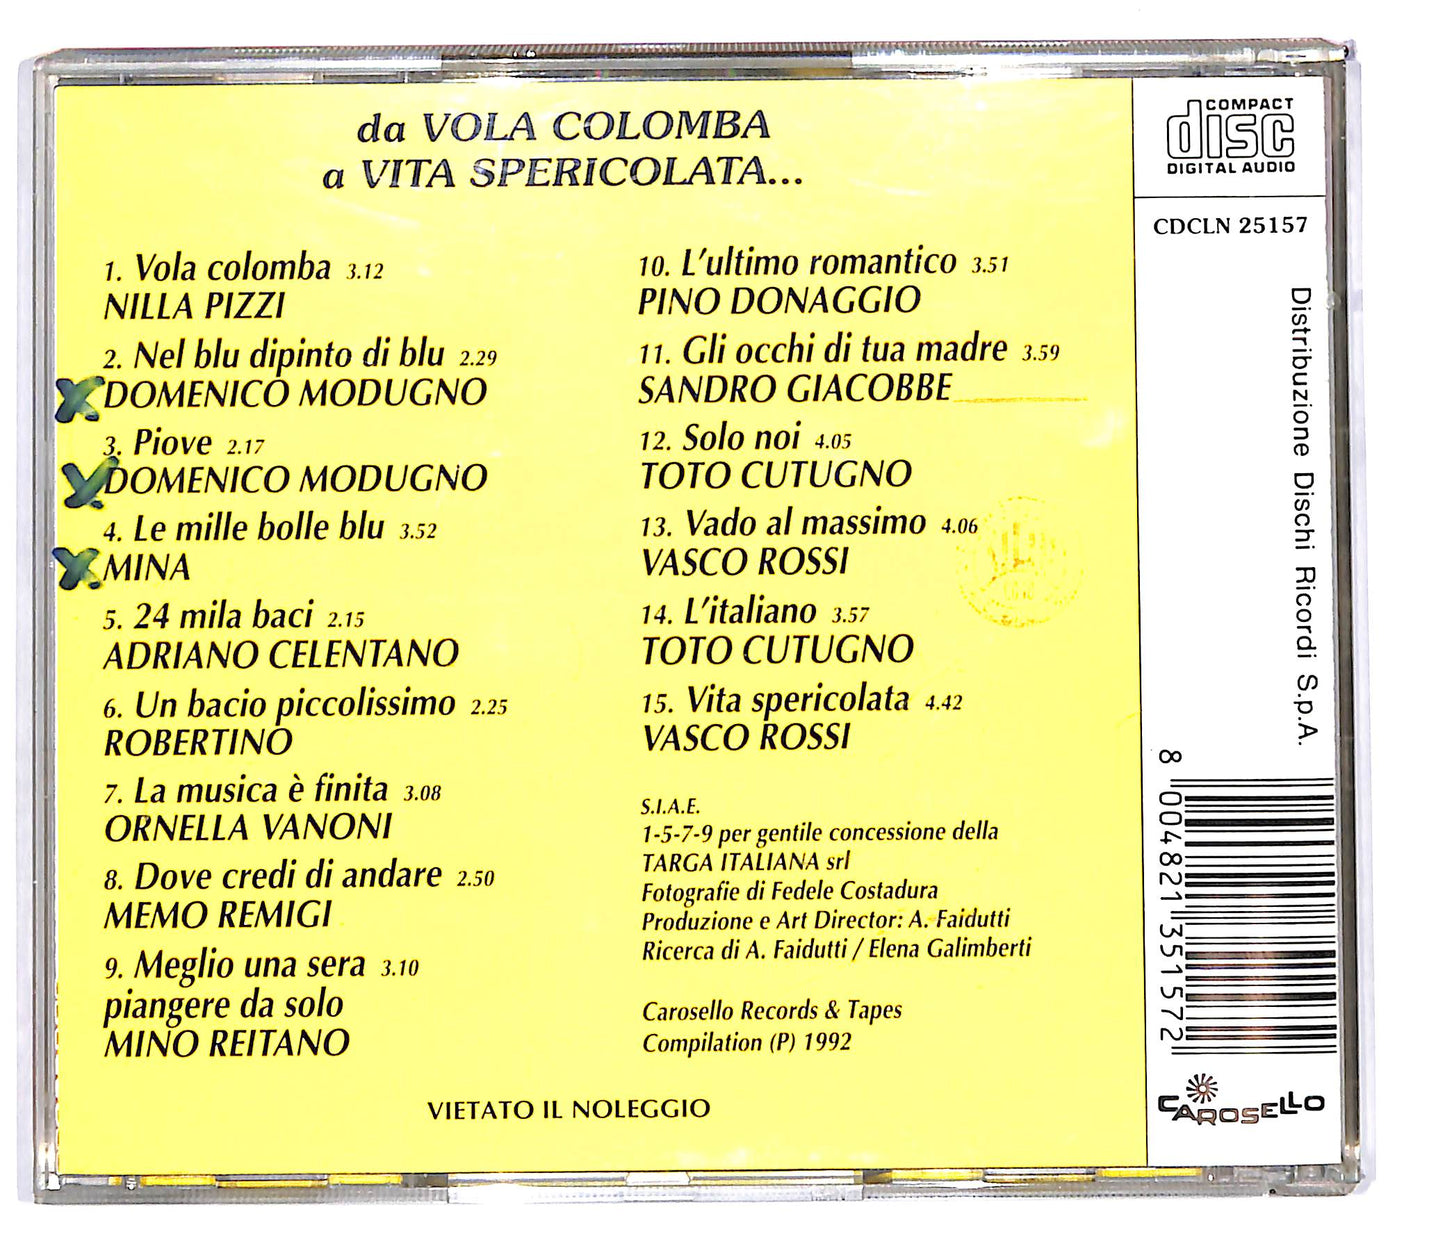 da VOLA COLOMBA
a VITA SPERICOLATA...
1. Vola colomba 3.12
NILLA PIZZI
2. Nel blu dipinto di blu 2.29
DOMENICO MODUGNO
3. Piove 2.17
DOMENICO MODUGNO
4. Le mille bolle blu 3.52
MINA
5. 24 mila baci 2.15
ADRIANO CELENTANO
6. Un bacio piccolissimo 2.25
ROBERTINO
7. La musica è finita 3.08
ORNELLA VANONI
8. Dove credi di andare 2.50
MEMO REMIGI
9. Meglio una sera 3.10
piangere da solo
MINO REITANO
10. L'ultimo romantico 3.51
PINO DONAGGIO
11. Gli occhi di tua madre 3.59
SANDRO GIACOBBE
12. Solo noi 4.05
TOTO CUTUGNO
13. Vado al massimo 4.06
VASCO ROSSI
14. L'italiano 3.57
TOTO CUTUGNO
15. Vita spericolata 4.42
VASCO ROSSI
S.I.A.E.
1-5-7-9 per gentile concessione della
TARGA ITALIANA srl
Fotografie di Fedele Costadura
Produzione e Art Director: A. Faidutti
Ricerca di A. Faidutti / Elena Galimberti
Carosello Records & Tapes
Compilation (P) 1992
VIETATO IL NOLEGGIO
COMPACT
disc
DIGITAL AUDIO
CDCLN 25157
Distribuzione Dischi Ricordi S.p.A.
8 004821 351572
CAROSELLO